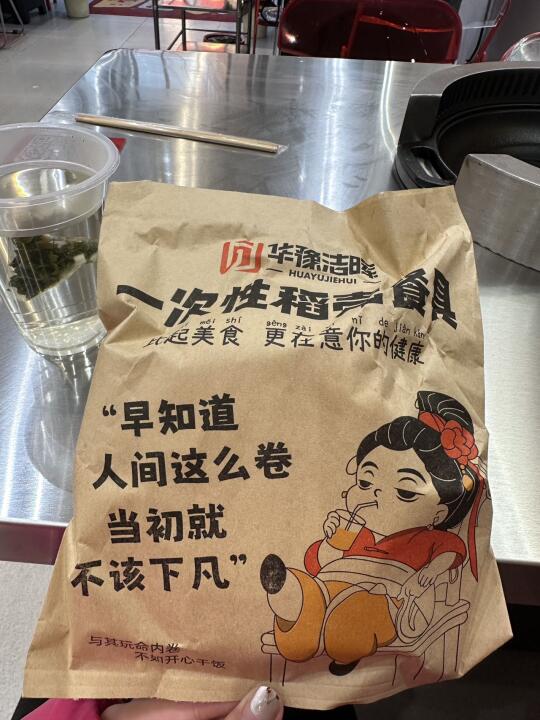 华豫洁晖
HUAYUJIEHUI
一次性稻壳餐具
měi shí gèng zài nǐ de jiàn kāng
比起美食 更在意你的健康
“早知道
人间这么卷
当初就
不该下凡”
与其玩命内卷
不如开心干饭